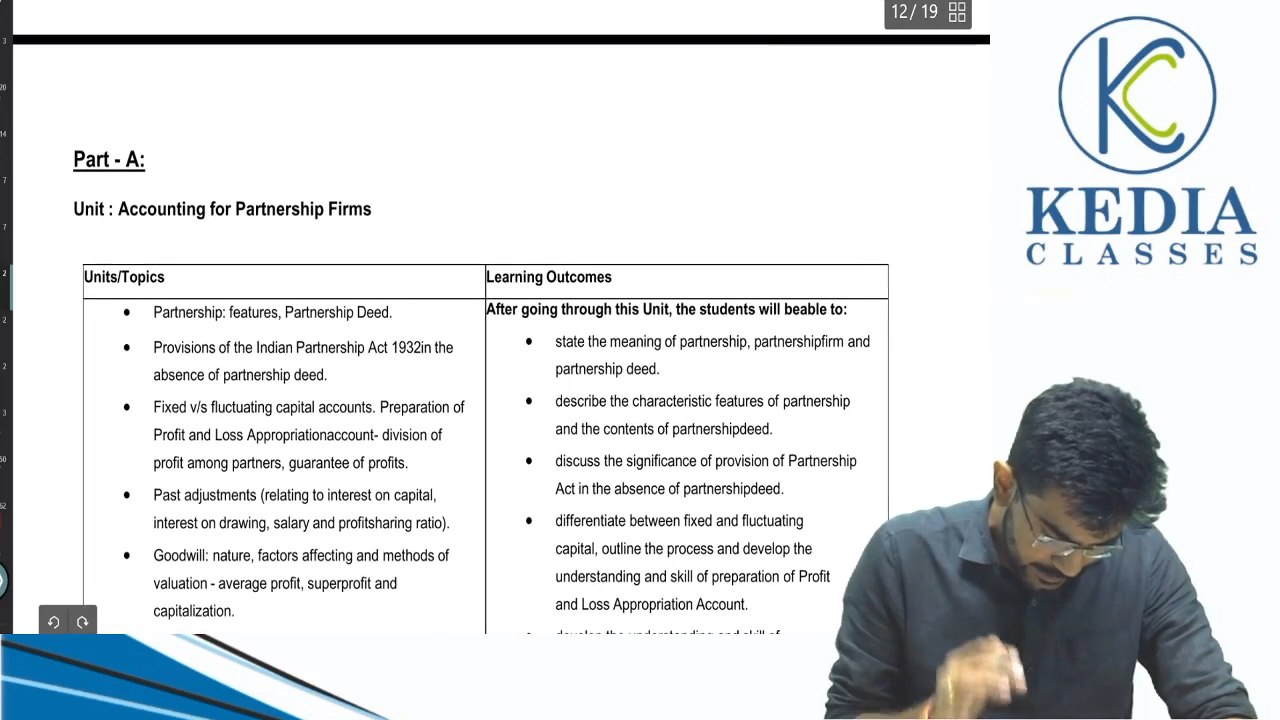 12/ 19
Part - A:
Unit : Accounting for Partnership Firms
Units/Topics
• Partnership: features, Partnership Deed.
• Provisions of the Indian Partnership Act 1932in the
absence of partnership deed.
• Fixed v/s fluctuating capital accounts. Preparation of
Profit and Loss Appropriationaccount- division of
profit among partners, guarantee of profits.
• Past adjustments (relating to interest on capital,
interest on drawing, salary and profitsharing ratio).
• Goodwill: nature, factors affecting and methods of
valuation - average profit, superprofit and
capitalization.
Learning Outcomes
After going through this Unit, the students will beable to:
• state the meaning of partnership, partnershipfirm and
partnership deed.
• describe the characteristic features of partnership
and the contents of partnershipdeed.
• discuss the significance of provision of Partnership
Act in the absence of partnershipdeed.
• differentiate between fixed and fluctuating
capital, outline the process and develop the
understanding and skill of preparation of Profit
and Loss Appropriation Account.
• develop the understanding and skill of
KC
KEDIA
CLASSES